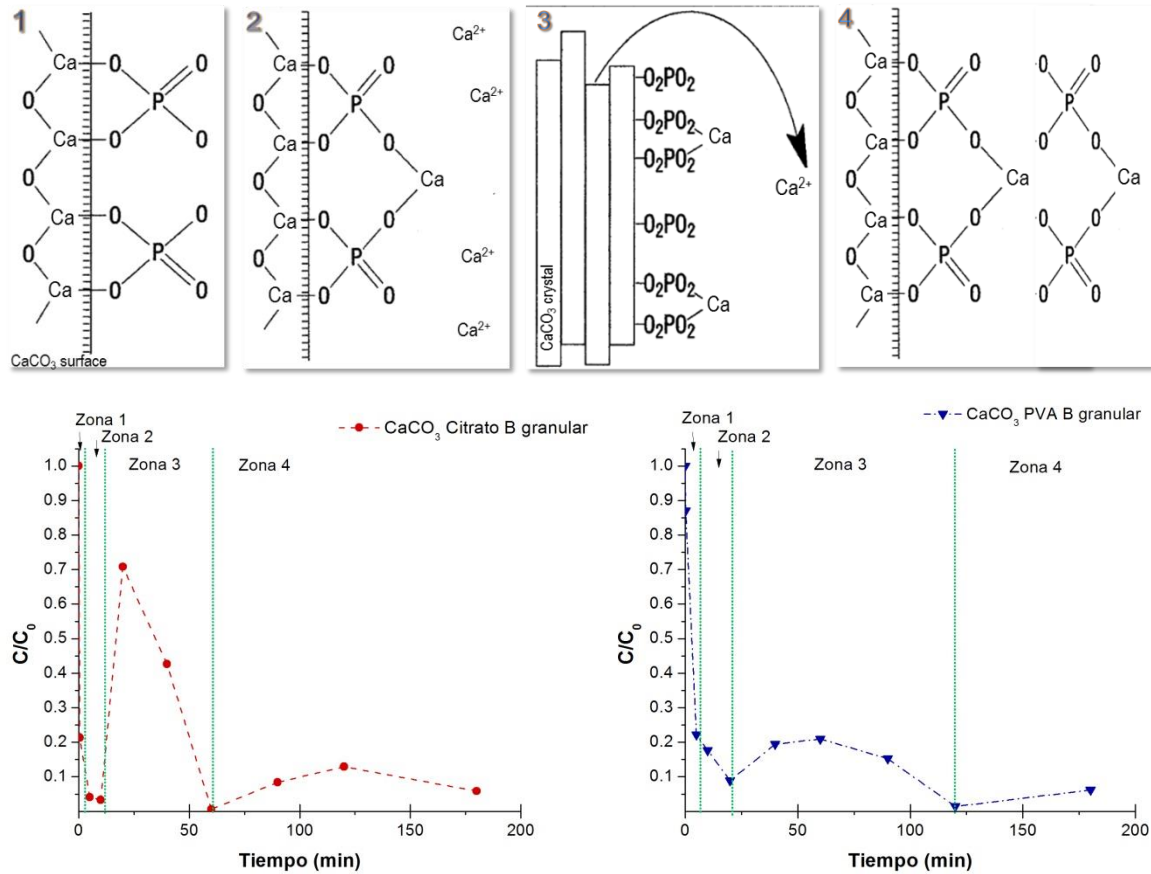 1
Ca
O
O
P
O
Ca
O
O
Ca
O
O
P
O
Ca
O
O
CaCO₃ surface
2
Ca²⁺
Ca
O
O
P
O
Ca²⁺
Ca
O
O
O
Ca
Ca
O
O
P
O
Ca²⁺
Ca
O
O
Ca²⁺
3
CaCO₃ crystal
-O₂PO₂
-O₂PO₂
Ca
-O₂PO₂
Ca²⁺
-O₂PO₂
-O₂PO₂
Ca
-O₂PO₂
4
Ca
O
O
O
O
P
P
O
Ca
O
O
O
O
O
Ca
Ca
Ca
O
O
O
O
P
P
O
Ca
O
O
O
O
Zona 1
Zona 2
Zona 3
Zona 4
CaCO₃ Citrato B granular
1.0
0.9
0.8
0.7
0.6
0.5
0.4
0.3
0.2
0.1
C/C₀
0 50 100 150 200
Tiempo (min)
Zona 1
Zona 2
Zona 3
Zona 4
CaCO₃ PVA B granular
1.0
0.9
0.8
0.7
0.6
0.5
0.4
0.3
0.2
0.1
C/C₀
0 50 100 150 200
Tiempo (min)